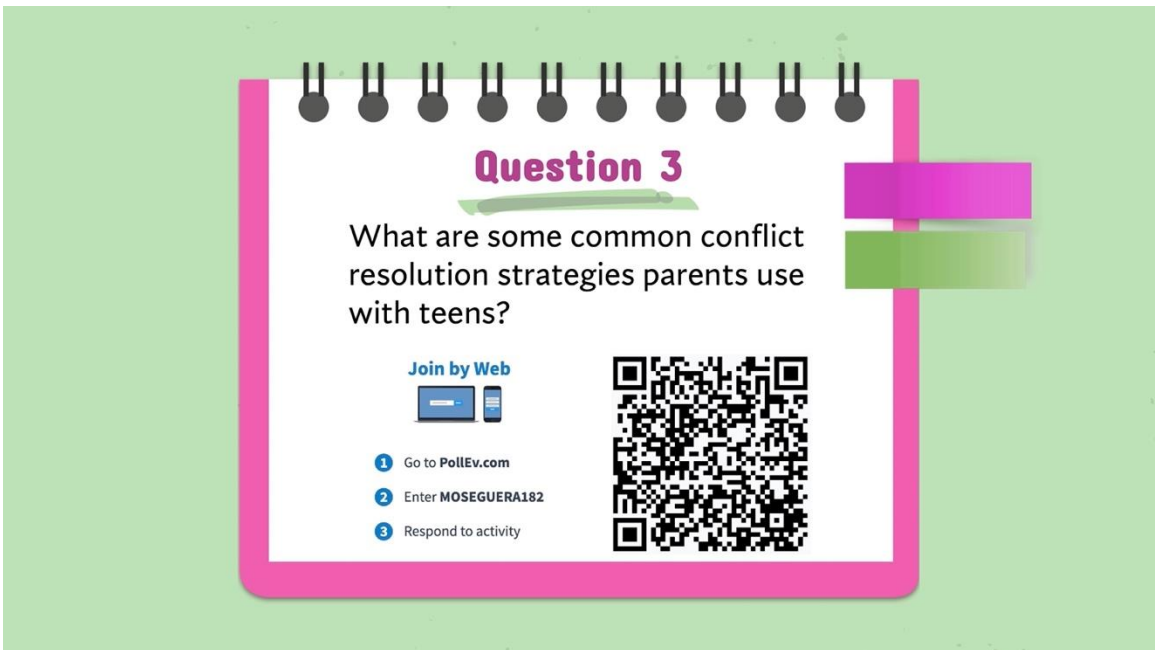 Question 3
What are some common conflict
resolution strategies parents use
with teens?
Join by Web
1 Go to PollEv.com
2 Enter MOSEGUERA182
3 Respond to activity